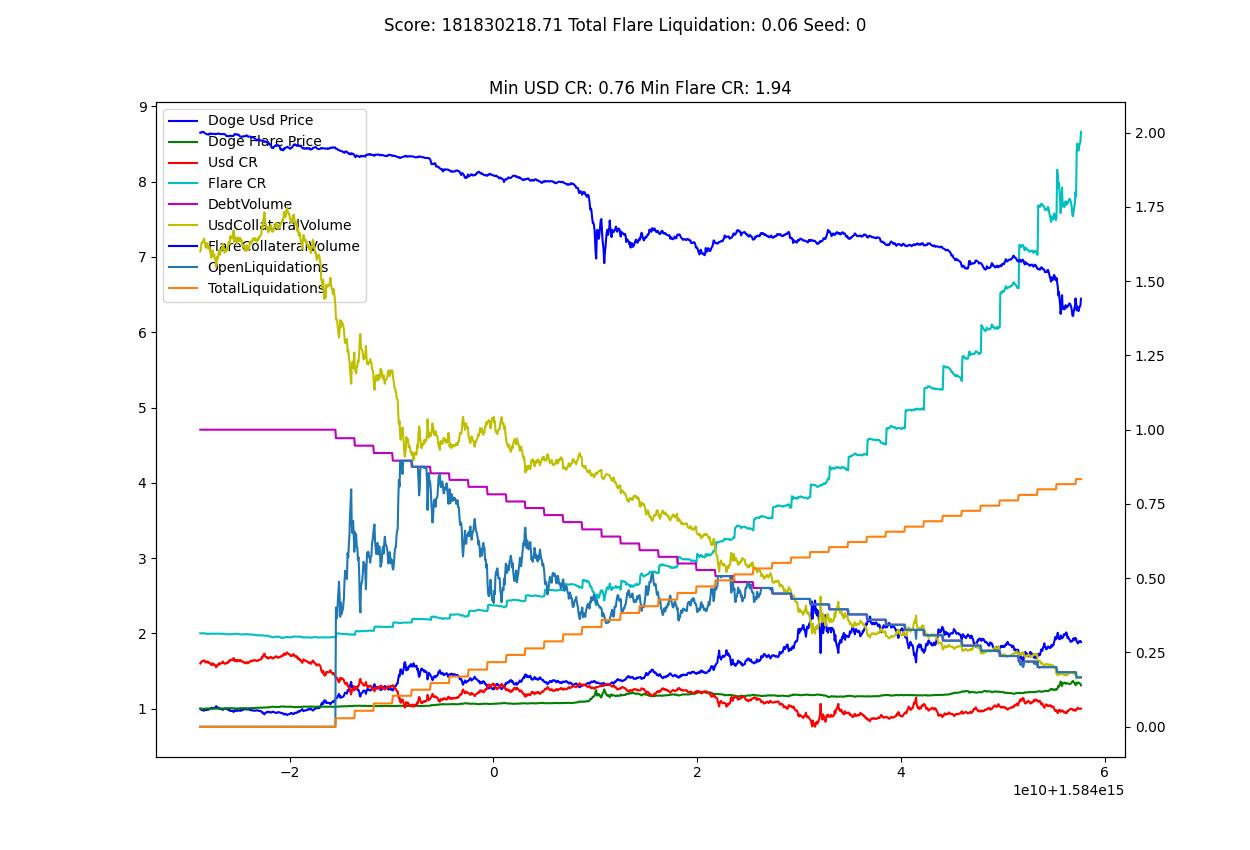 Score: 181830218.71 Total Flare Liquidation: 0.06 Seed: 0
Min USD CR: 0.76 Min Flare CR: 1.94
Doge Usd Price
Doge Flare Price
Usd CR
Flare CR
DebtVolume
UsdCollateralVolume
FlareCollateralVolume
OpenLiquidations
TotalLiquidations
9
8
7
6
5
4
3
2
1
2.00
1.75
1.50
1.25
1.00
0.75
0.50
0.25
0.00
−2
0
2
4
6
1e10+1.584e15